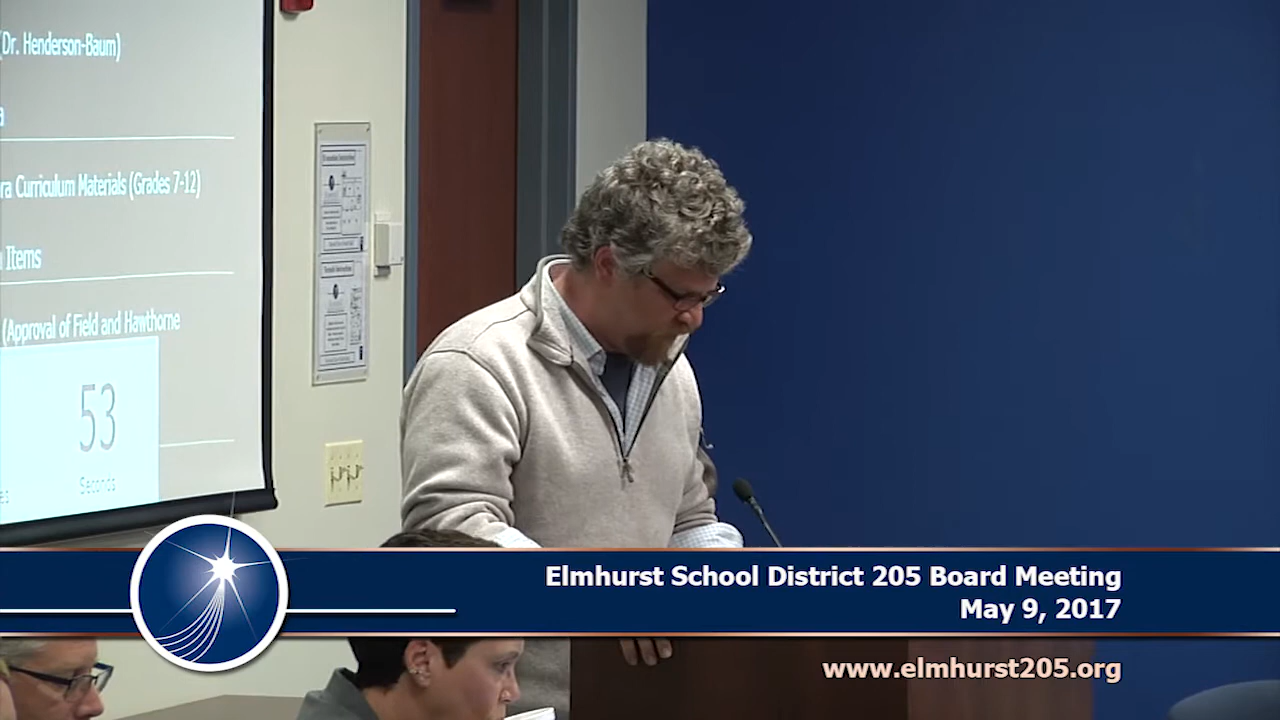 (Dr. Henderson-Baum)
a
ra Curriculum Materials (Grades 7-12)
Items
(Approval of Field and Hawthorne
53
es
Seconds
Elmhurst School District 205 Board Meeting
May 9, 2017
www.elmhurst205.org